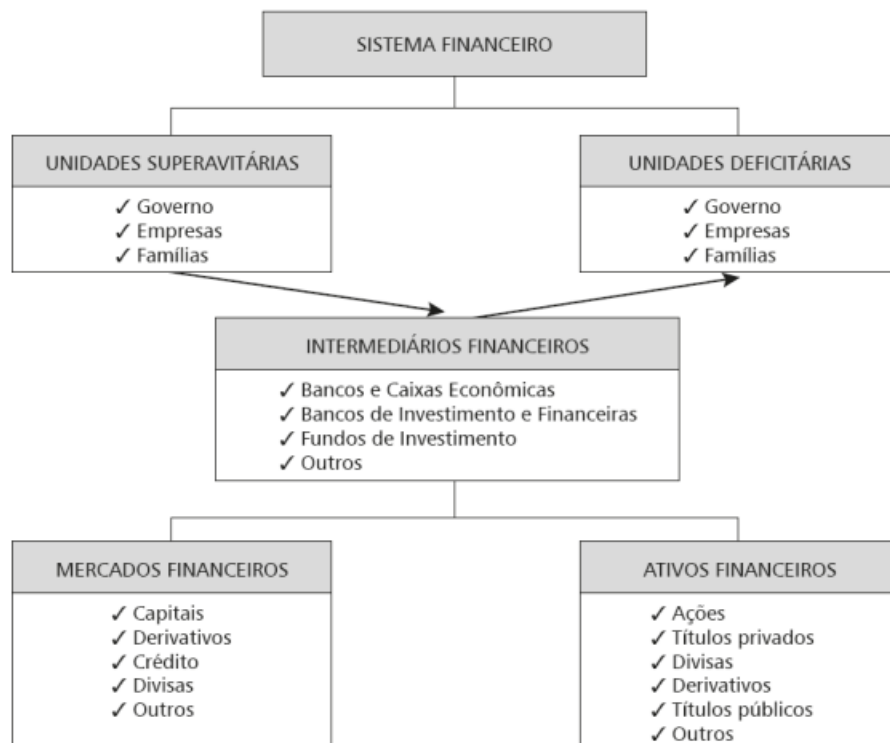 SISTEMA FINANCEIRO
UNIDADES SUPERAVITÁRIAS
✓ Governo
✓ Empresas
✓ Famílias
UNIDADES DEFICITÁRIAS
✓ Governo
✓ Empresas
✓ Famílias
INTERMEDIÁRIOS FINANCEIROS
✓ Bancos e Caixas Econômicas
✓ Bancos de Investimento e Financeiras
✓ Fundos de Investimento
✓ Outros
MERCADOS FINANCEIROS
✓ Capitais
✓ Derivativos
✓ Crédito
✓ Divisas
✓ Outros
ATIVOS FINANCEIROS
✓ Ações
✓ Títulos privados
✓ Divisas
✓ Derivativos
✓ Títulos públicos
✓ Outros